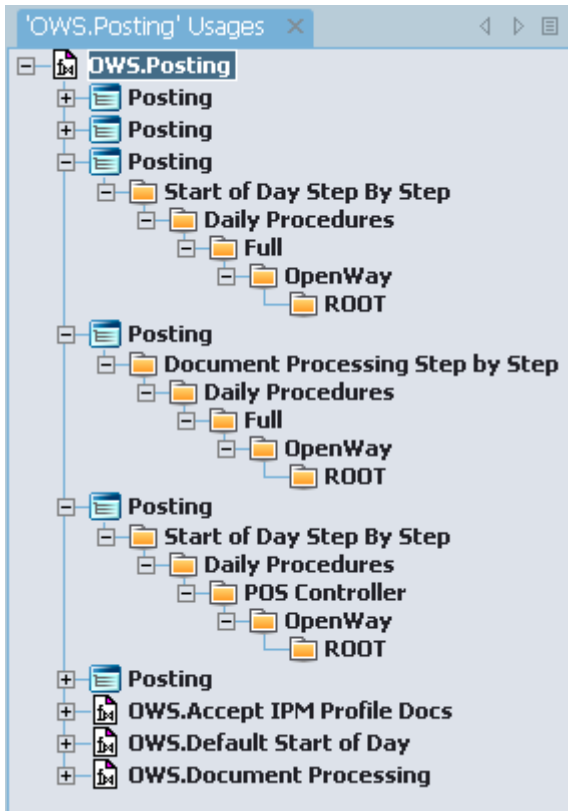 'OWS.Posting' Usages
OWS.Posting
Posting
Posting
Posting
Start of Day Step By Step
Daily Procedures
Full
OpenWay
ROOT
Posting
Document Processing Step by Step
Daily Procedures
Full
OpenWay
ROOT
Posting
Start of Day Step By Step
Daily Procedures
POS Controller
OpenWay
ROOT
Posting
OWS.Accept IPM Profile Docs
OWS.Default Start of Day
OWS.Document Processing